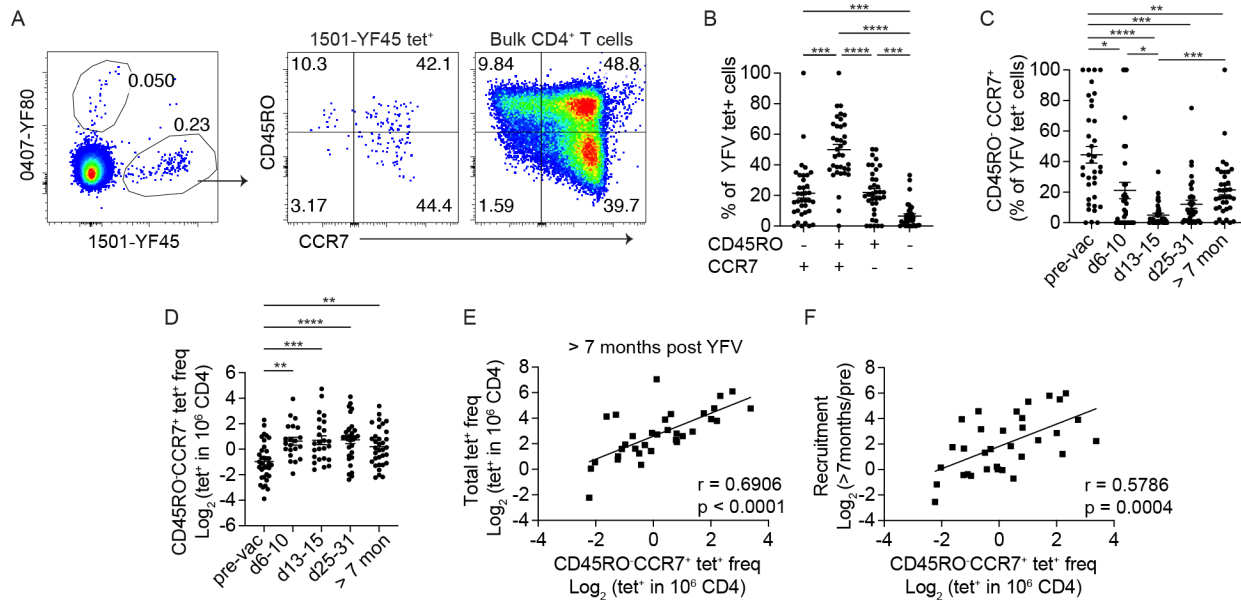 A
0407-YF80
0.050
0.23
1501-YF45
1501-YF45 tet⁺
10.3
42.1
3.17
44.4
CD45RO
CCR7
Bulk CD4⁺ T cells
9.84
48.8
1.59
39.7
B
***
****
*** **** ***
% of YFV tet+ cells
100
80
60
40
20
0
CD45RO - + + -
CCR7 + + - -
C
**
***
****
* * ***
CD45RO⁻ CCR7⁺
(% of YFV tet⁺ cells)
100
80
60
40
20
0
pre-vac
d6-10
d13-15
d25-31
> 7 mon
D
**
****
***
**
CD45RO⁻CCR7⁺ tet⁺ freq
Log₂ (tet⁺ in 10⁶ CD4)
6
4
2
0
-2
-4
-6
pre-vac
d6-10
d13-15
d25-31
> 7 mon
E
> 7 months post YFV
Total tet⁺ freq
Log₂ (tet⁺ in 10⁶ CD4)
8
6
4
2
0
-2
-4
r = 0.6906
p < 0.0001
-4 -2 0 2 4
CD45RO⁻CCR7⁺ tet⁺ freq
Log₂ (tet⁺ in 10⁶ CD4)
F
Recruitment
Log₂ (>7months/pre)
8
6
4
2
0
-2
-4
r = 0.5786
p = 0.0004
-4 -2 0 2 4
CD45RO⁻CCR7⁺ tet⁺ freq
Log₂ (tet⁺ in 10⁶ CD4)